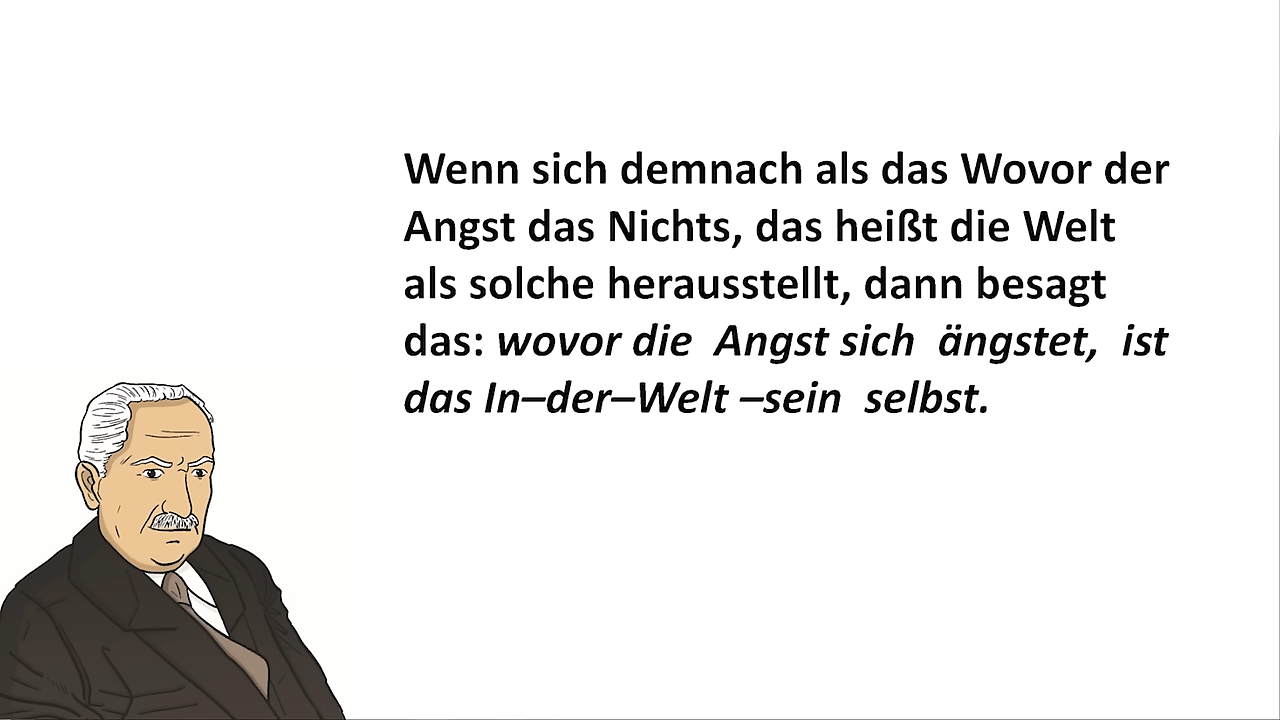 Wenn sich demnach als das Wovor der
Angst das Nichts, das heißt die Welt
als solche herausstellt, dann besagt
das: wovor die  Angst sich  ängstet,  ist
das In–der–Welt –sein  selbst.